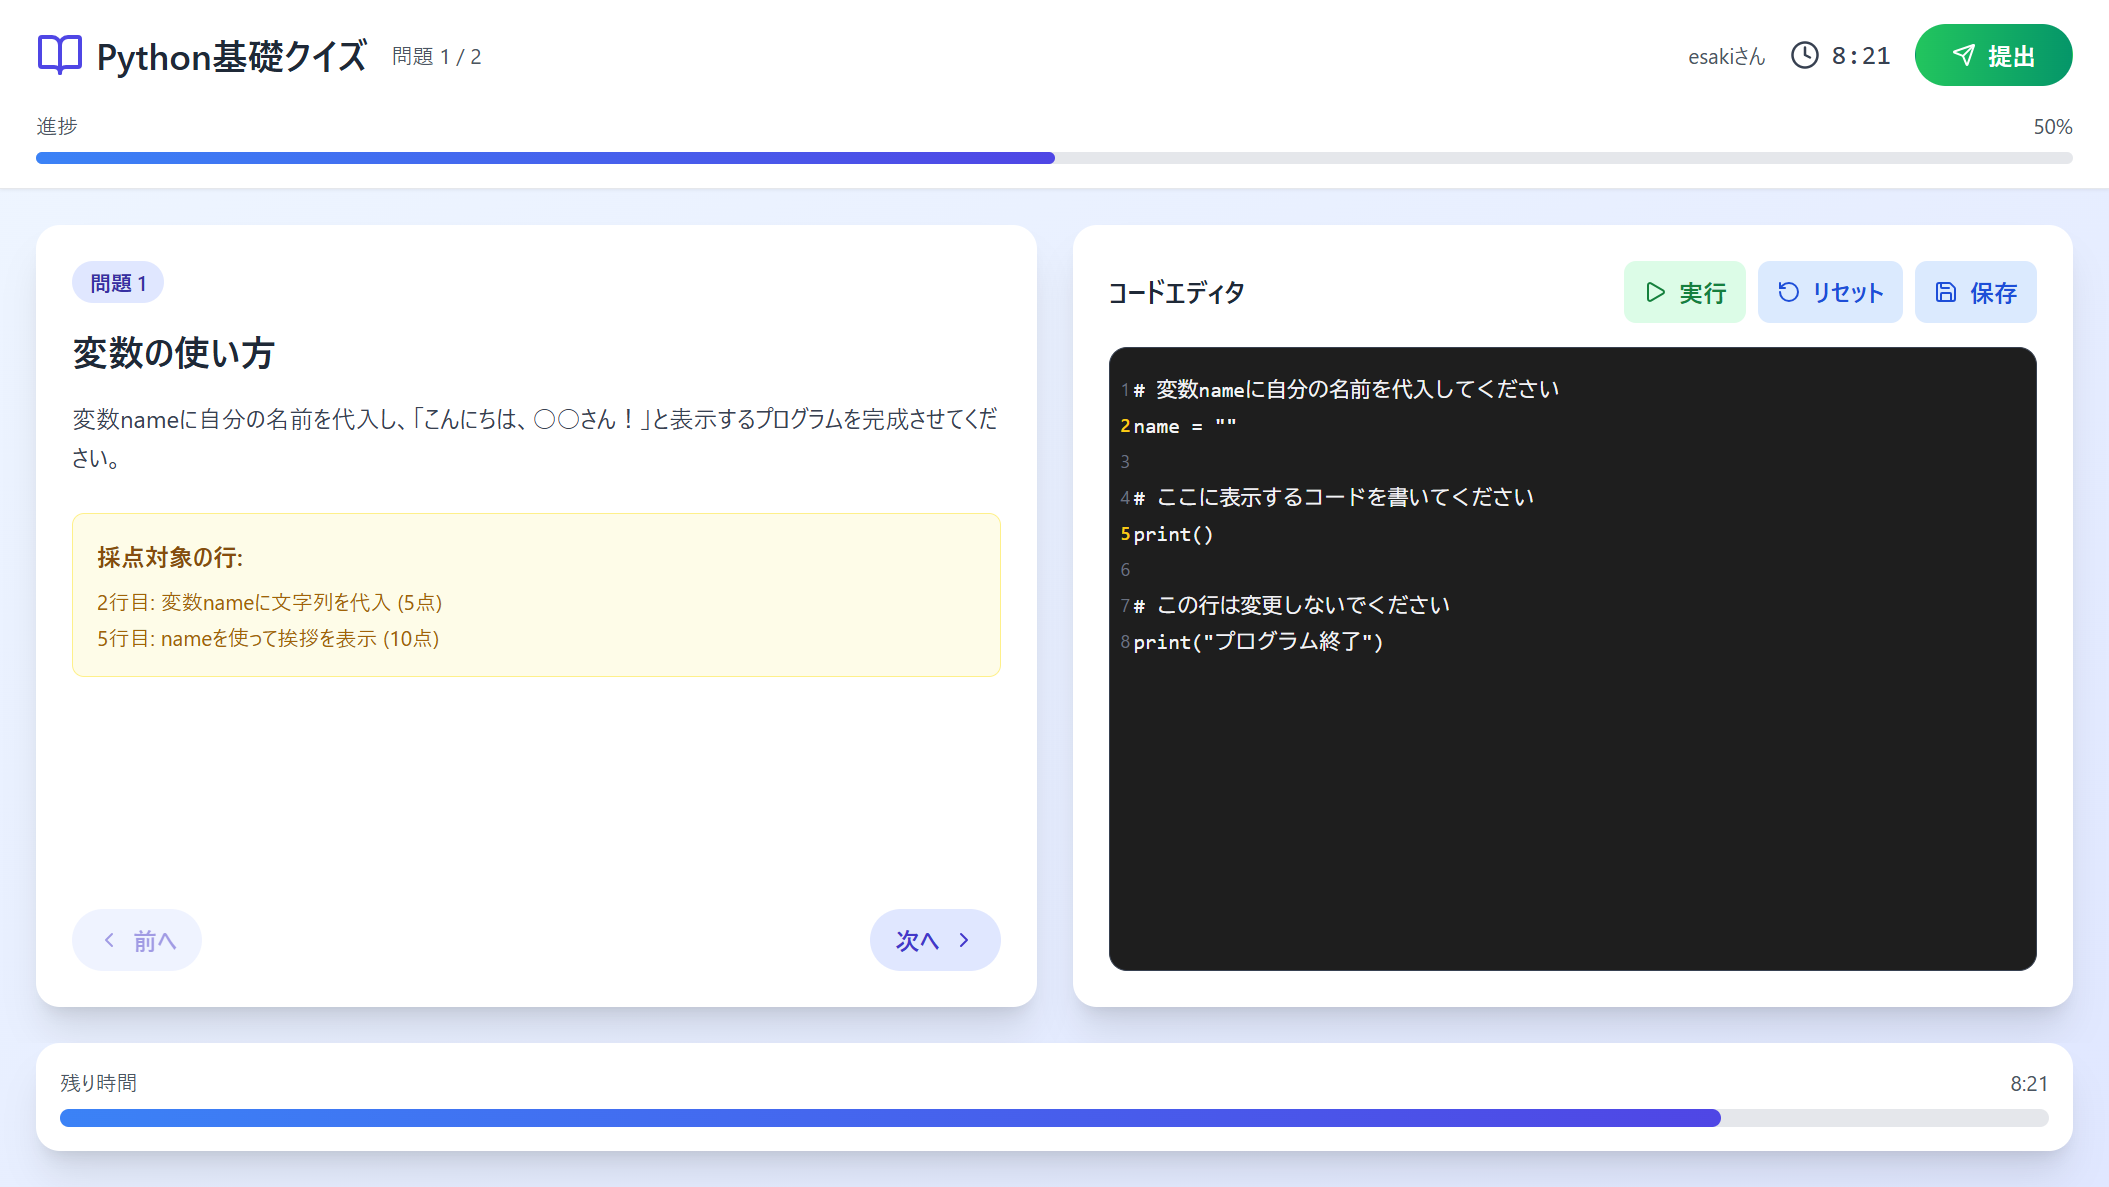 Python基礎クイズ 問題 1 / 2
esakiさん 8:21 提出
進捗 50%
問題 1
変数の使い方
変数nameに自分の名前を代入し、「こんにちは、〇〇さん！」と表示するプログラムを完成させてくだ
さい。
採点対象の行:
2行目: 変数nameに文字列を代入 (5点)
5行目: nameを使って挨拶を表示 (10点)
前へ
次へ
コードエディタ
実行
リセット
保存
1 # 変数nameに自分の名前を代入してください
2 name = ""
3
4 # ここに表示するコードを書いてください
5 print()
6
7 # この行は変更しないでください
8 print("プログラム終了")
残り時間 8:21